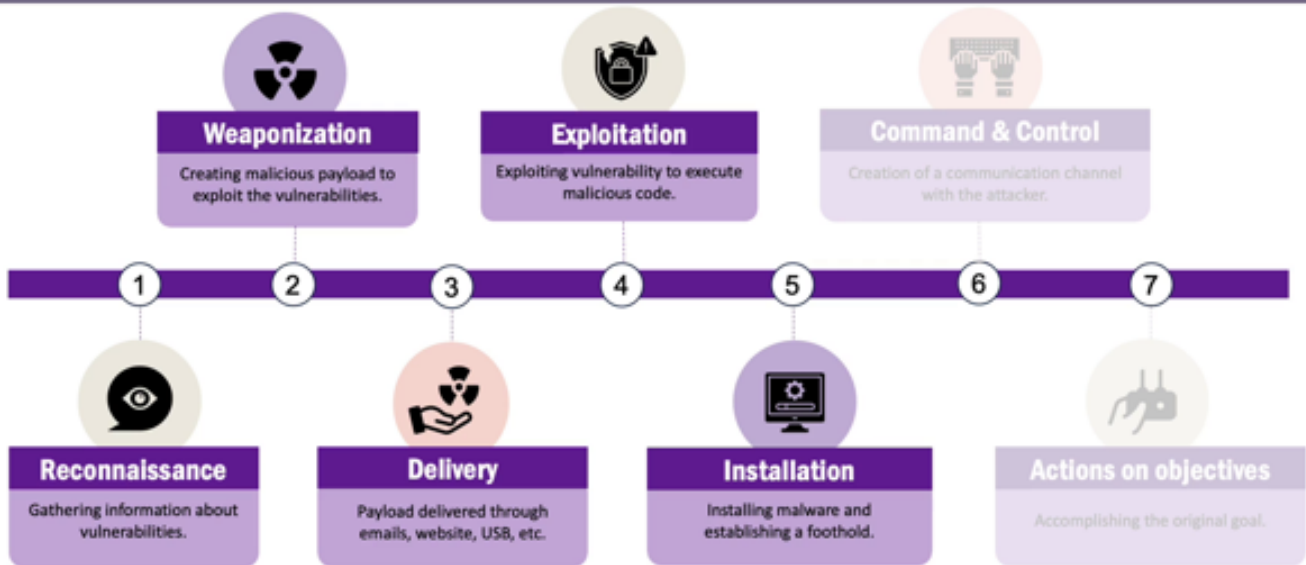 Weaponization
Creating malicious payload to
exploit the vulnerabilities.
Exploitation
Exploiting vulnerability to execute
malicious code.
Command & Control
Creation of a communication channel
with the attacker.
1
2
3
4
5
6
7
Reconnaissance
Gathering information about
vulnerabilities.
Delivery
Payload delivered through
emails, website, USB, etc.
Installation
Installing malware and
establishing a foothold.
Actions on objectives
Accomplishing the original goal.